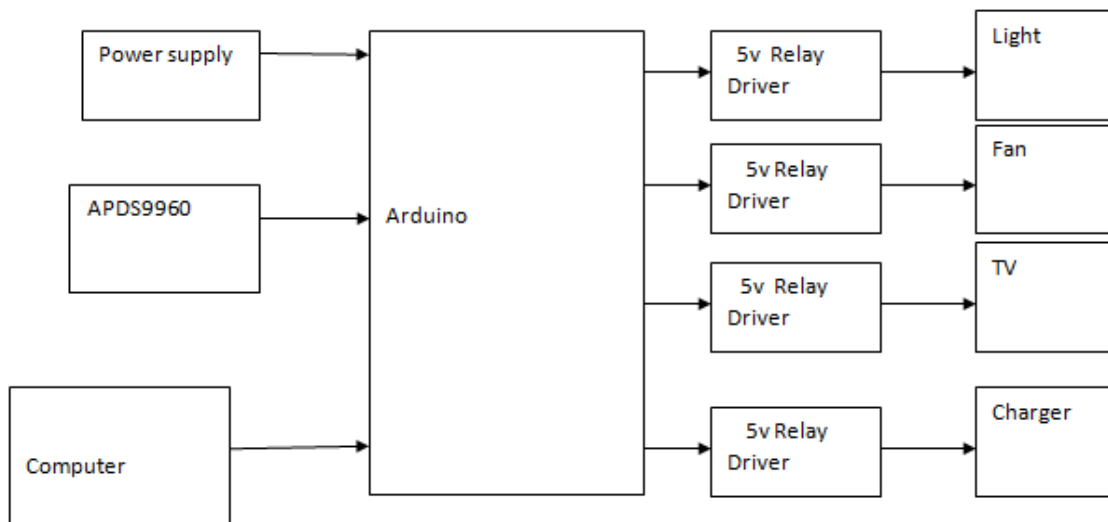 Power supply
APDS9960
Computer
Arduino
5v Relay
Driver
5v Relay
Driver
5v Relay
Driver
5v Relay
Driver
Light
Fan
TV
Charger